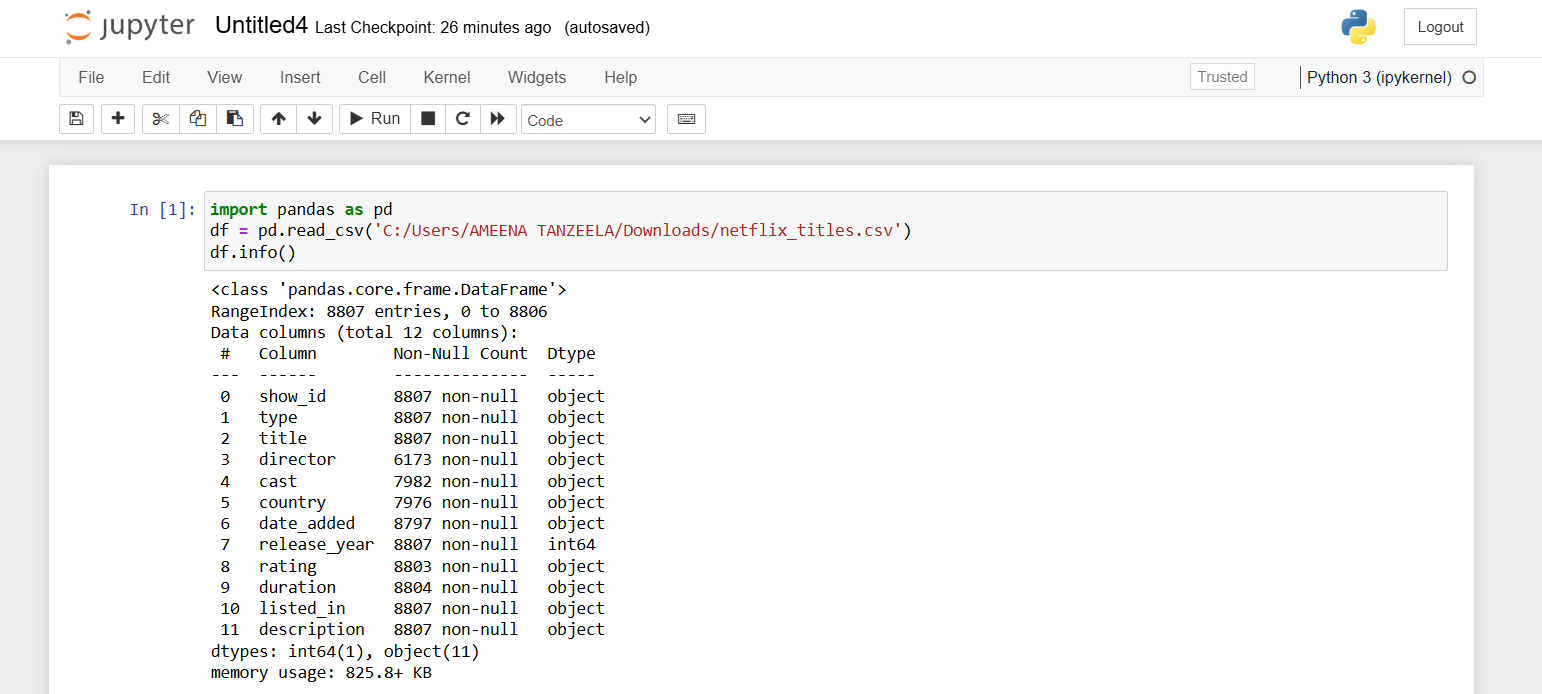 jupyter Untitled4 Last Checkpoint: 26 minutes ago (autosaved) Logout
File Edit View Insert Cell Kernel Widgets Help Trusted Python 3 (ipykernel)
Run Code
In [1]: import pandas as pd
df = pd.read_csv('C:/Users/AMEENA TANZEELA/Downloads/netflix_titles.csv')
df.info()
<class 'pandas.core.frame.DataFrame'>
RangeIndex: 8807 entries, 0 to 8806
Data columns (total 12 columns):
 #   Column        Non-Null Count  Dtype
---  ------        --------------  -----
 0   show_id       8807 non-null   object
 1   type          8807 non-null   object
 2   title         8807 non-null   object
 3   director      6173 non-null   object
 4   cast          7982 non-null   object
 5   country       7976 non-null   object
 6   date_added    8797 non-null   object
 7   release_year  8807 non-null   int64
 8   rating        8803 non-null   object
 9   duration      8804 non-null   object
 10  listed_in     8807 non-null   object
 11  description   8807 non-null   object
dtypes: int64(1), object(11)
memory usage: 825.8+ KB